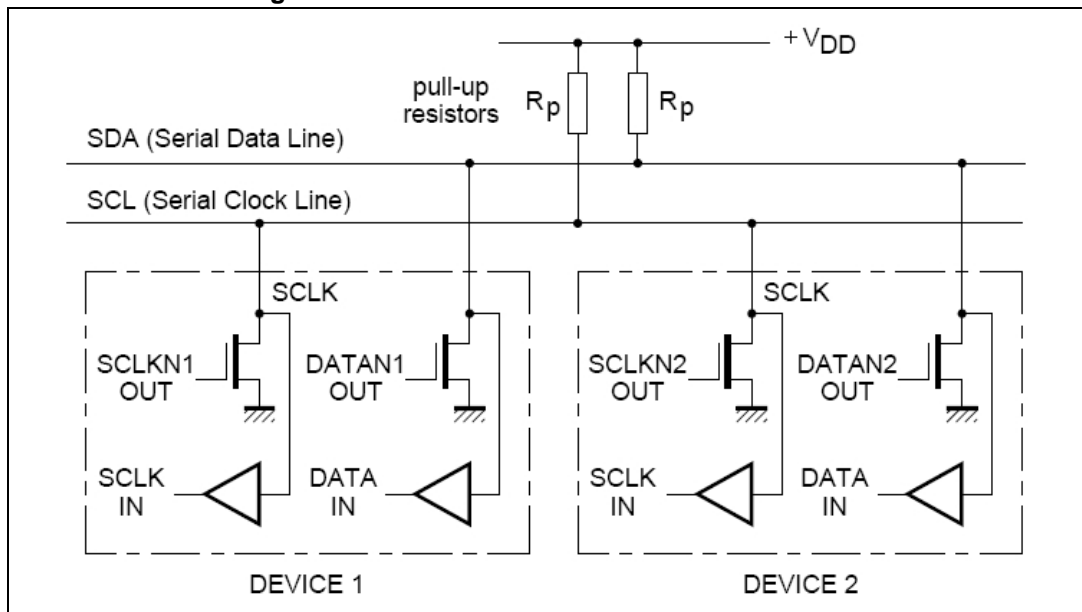 +VDD
pull-up
resistors
Rp
Rp
SDA (Serial Data Line)
SCL (Serial Clock Line)
SCLK
SCLK
SCLKN1
OUT
DATAN1
OUT
SCLKN2
OUT
DATAN2
OUT
SCLK
IN
DATA
IN
SCLK
IN
DATA
IN
DEVICE 1
DEVICE 2